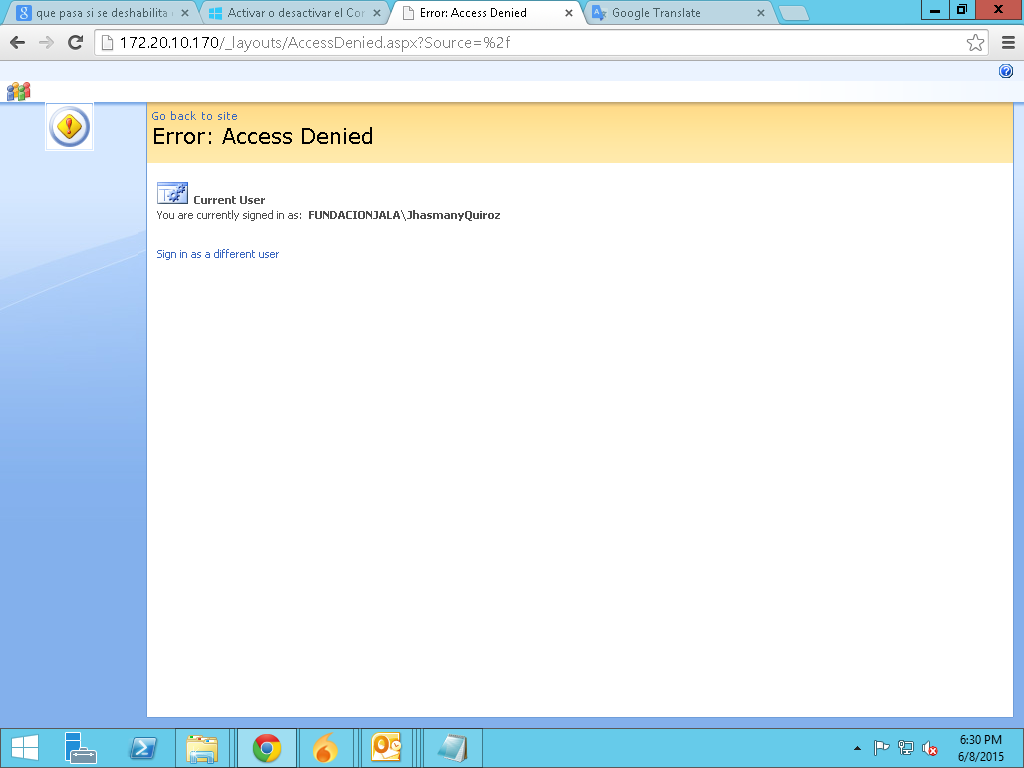 que pasa si se deshabilita
Activar o desactivar el Cor
Error: Access Denied
Google Translate
172.20.10.170/_layouts/AccessDenied.aspx?Source=%2f
Go back to site
Error: Access Denied
Current User
You are currently signed in as: FUNDACIONJALA\JhasmanyQuiroz
Sign in as a different user
6:30 PM
6/8/2015